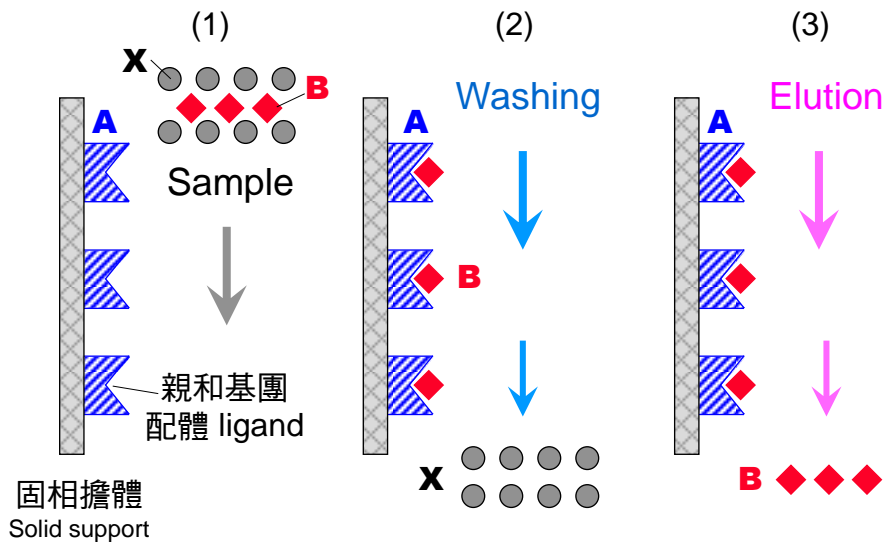 (1)
X
B
A
Sample
親和基團
配體 ligand
固相擔體
Solid support
(2)
Washing
A
B
X
(3)
Elution
A
B